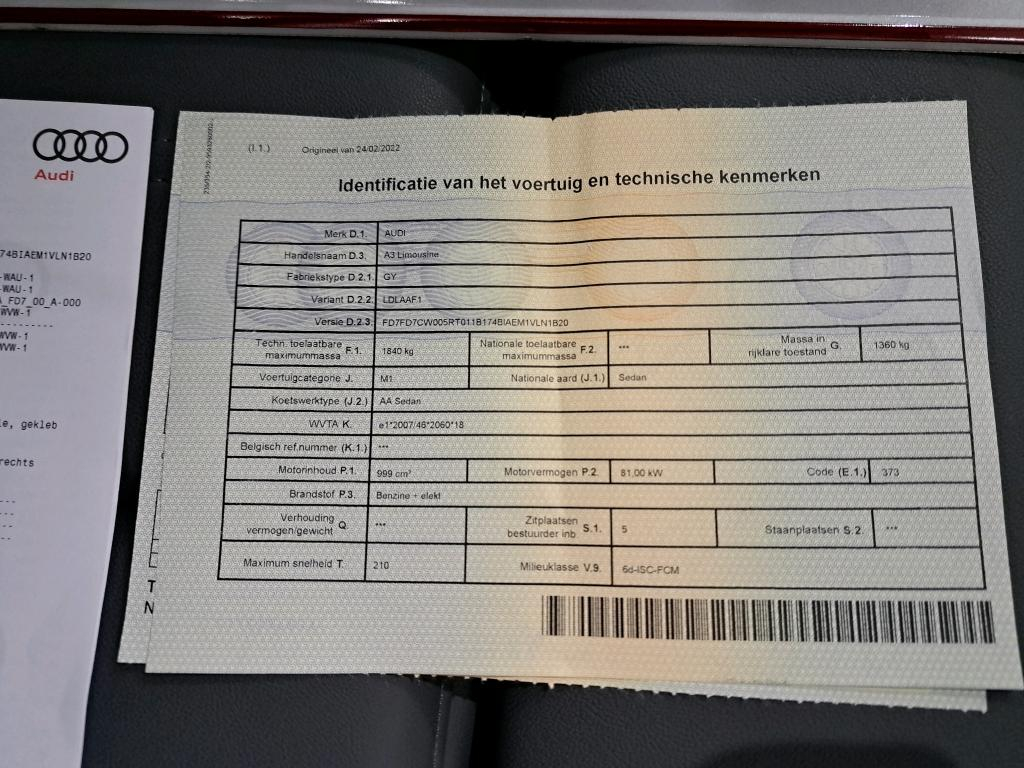 Audi
74BIAEM1VLN1B20
-WAU-1
-WAU-1
_FD7_00_A-000
WVW-1
WVW-1
WVW-1
gekleb
rechts
T
N
(I.1.) Origineel van 24/02/2022
Identificatie van het voertuig en technische kenmerken
Merk D.1. AUDI
Handelsnaam D.3. A3 Limousine
Fabriekstype D.2.1. GY
Variant D.2.2. LDLAAF1
Versie D.2.3. FD7FD7CW005RT011B174BIAEM1VLN1B20
Techn. toelaatbare maximummassa F.1. 1840 kg Nationale toelaatbare maximummassa F.2. *** Massa in rijklare toestand G. 1360 kg
Voertuigcategorie J. M1 Nationale aard (J.1.) Sedan
Koetswerktype (J.2.) AA Sedan
WVTA K. e1*2007/46*2060*18
Belgisch ref.nummer (K.1.) ***
Motorinhoud P.1. 999 cm³ Motorvermogen P.2. 81.00 kW Code (E.1.) 373
Brandstof P.3. Benzine + elekt
Verhouding vermogen/gewicht Q. *** Zitplaatsen bestuurder inb. S.1. 5 Staanplaatsen S.2. ***
Maximum snelheid T. 210 Milieuklasse V.9. 6d-ISC-FCM